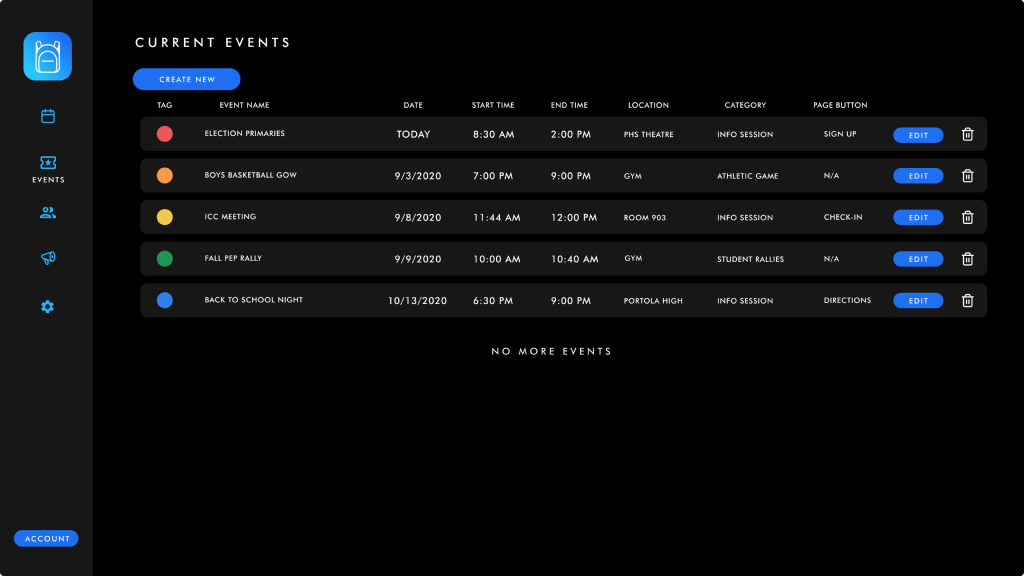 CURRENT EVENTS
CREATE NEW
TAG EVENT NAME DATE START TIME END TIME LOCATION CATEGORY PAGE BUTTON
ELECTION PRIMARIES TODAY 8:30 AM 2:00 PM PHS THEATRE INFO SESSION SIGN UP EDIT
BOYS BASKETBALL GOW 9/3/2020 7:00 PM 9:00 PM GYM ATHLETIC GAME N/A EDIT
EVENTS
ICC MEETING 9/8/2020 11:44 AM 12:00 PM ROOM 903 INFO SESSION CHECK-IN EDIT
FALL PEP RALLY 9/9/2020 10:00 AM 10:40 AM GYM STUDENT RALLIES N/A EDIT
BACK TO SCHOOL NIGHT 10/13/2020 6:30 PM 9:00 PM PORTOLA HIGH INFO SESSION DIRECTIONS EDIT
NO MORE EVENTS
ACCOUNT